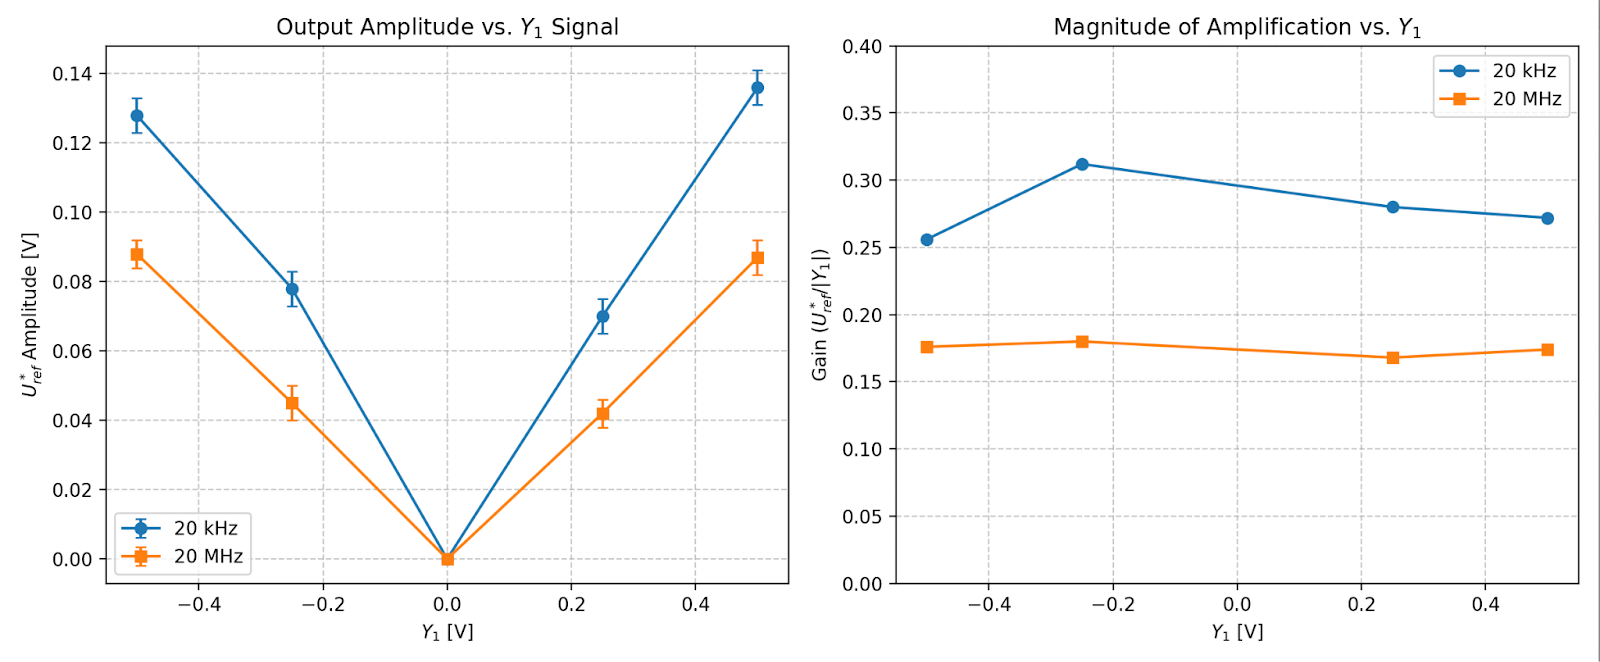 Output Amplitude vs. Y₁ Signal
0.14
0.12
0.10
0.08
0.06
0.04
0.02
0.00
U*ref Amplitude [V]
20 kHz
20 MHz
−0.4 −0.2 0.0 0.2 0.4
Y₁ [V]
Magnitude of Amplification vs. Y₁
0.40
0.35
0.30
0.25
0.20
0.15
0.10
0.05
0.00
Gain (U*ref/|Y₁|)
20 kHz
20 MHz
−0.4 −0.2 0.0 0.2 0.4
Y₁ [V]